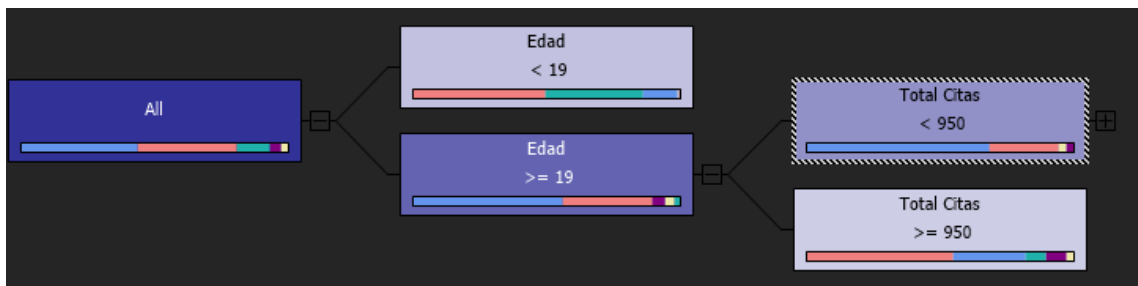 All
Edad
< 19
Edad
>= 19
Total Citas
< 950
Total Citas
>= 950